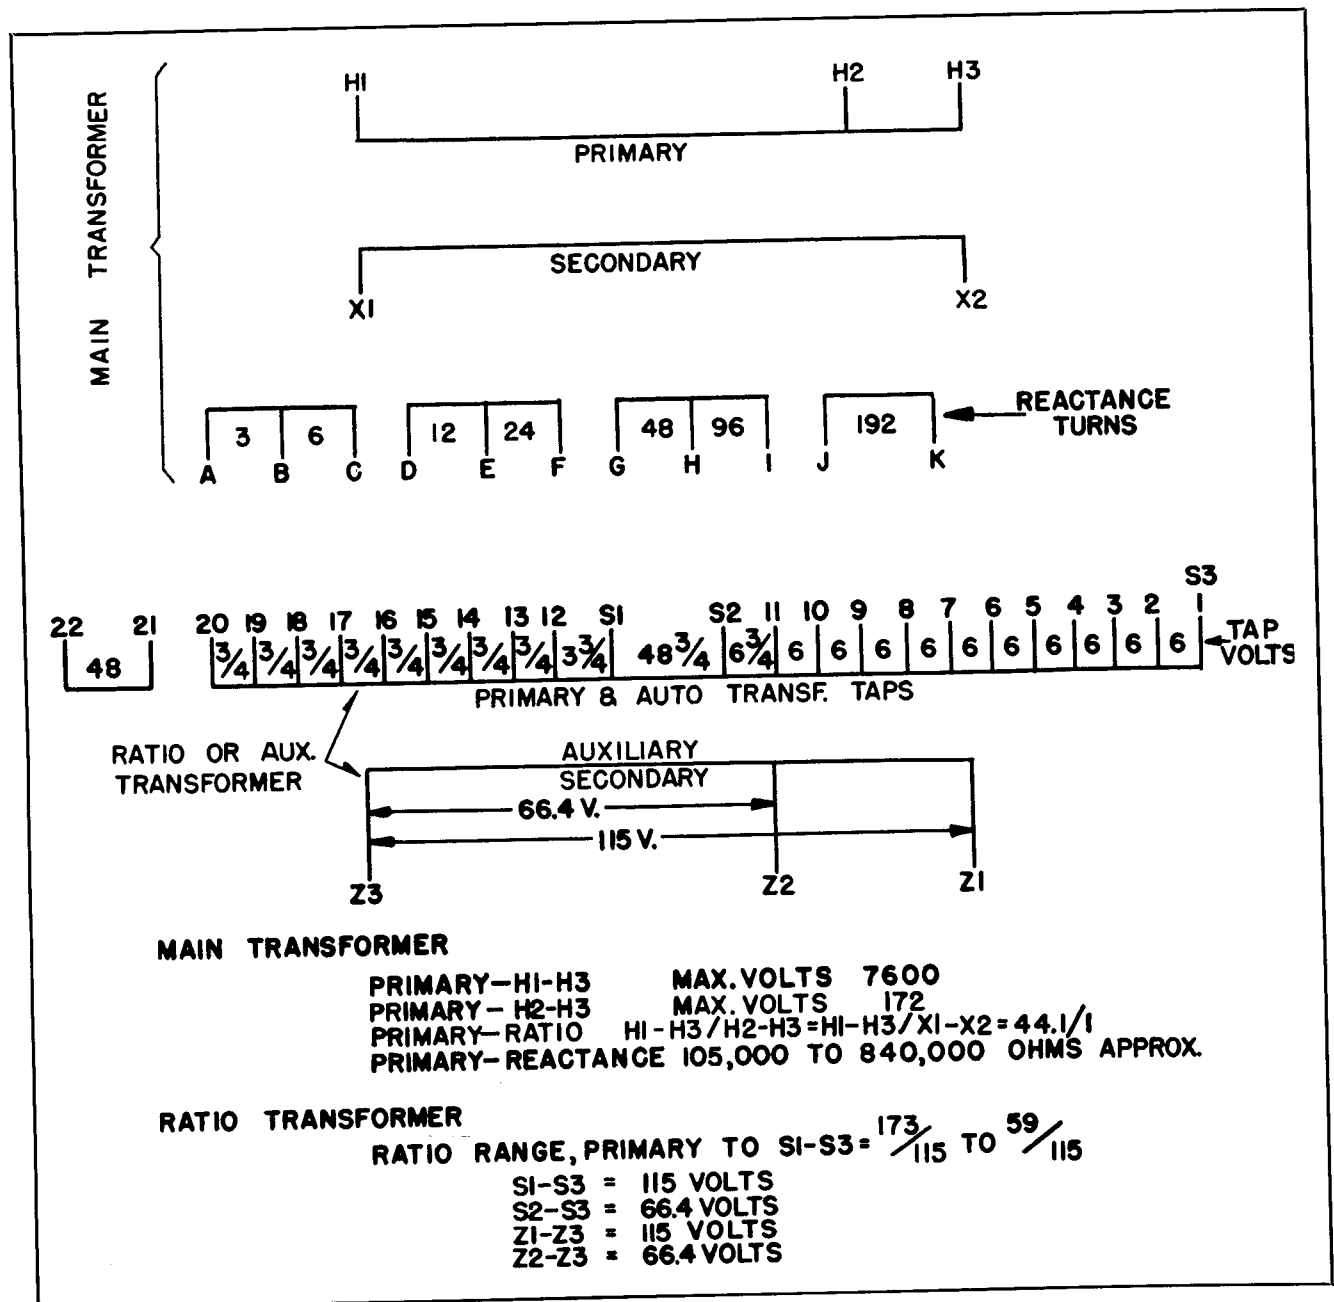 MAIN TRANSFORMER
H1 H2 H3
PRIMARY
SECONDARY
X1 X2
3 6 12 24 48 96 192
REACTANCE
TURNS
A B C D E F G H I J K
S3
22 21 20 19 18 17 16 15 14 13 12 S1 S2 11 10 9 8 7 6 5 4 3 2 1
48 3/4 3/4 3/4 3/4 3/4 3/4 3/4 3/4 3 3/4 48 3/4 6 3/4 6 6 6 6 6 6 6 6 6 6
TAP
VOLTS
PRIMARY & AUTO TRANSF. TAPS
RATIO OR AUX.
TRANSFORMER
AUXILIARY
SECONDARY
66.4 V.
115 V.
Z3 Z2 Z1
MAIN TRANSFORMER
PRIMARY-H1-H3 MAX. VOLTS 7600
PRIMARY-H2-H3 MAX. VOLTS 172
PRIMARY-RATIO H1-H3/H2-H3=H1-H3/X1-X2=44.1/1
PRIMARY-REACTANCE 105,000 TO 840,000 OHMS APPROX.
RATIO TRANSFORMER
RATIO RANGE, PRIMARY TO S1-S3= 173/115 TO 59/115
S1-S3 = 115 VOLTS
S2-S3 = 66.4 VOLTS
Z1-Z3 = 115 VOLTS
Z2-Z3 = 66.4 VOLTS